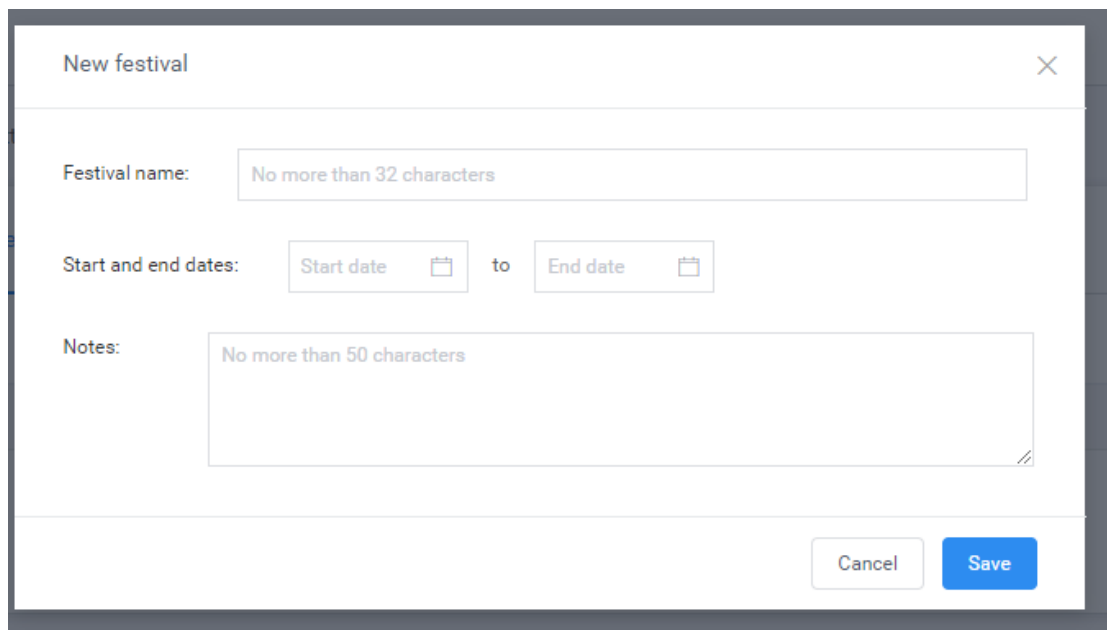 New festival
Festival name: No more than 32 characters
Start and end dates: Start date to End date
Notes: No more than 50 characters
Cancel Save